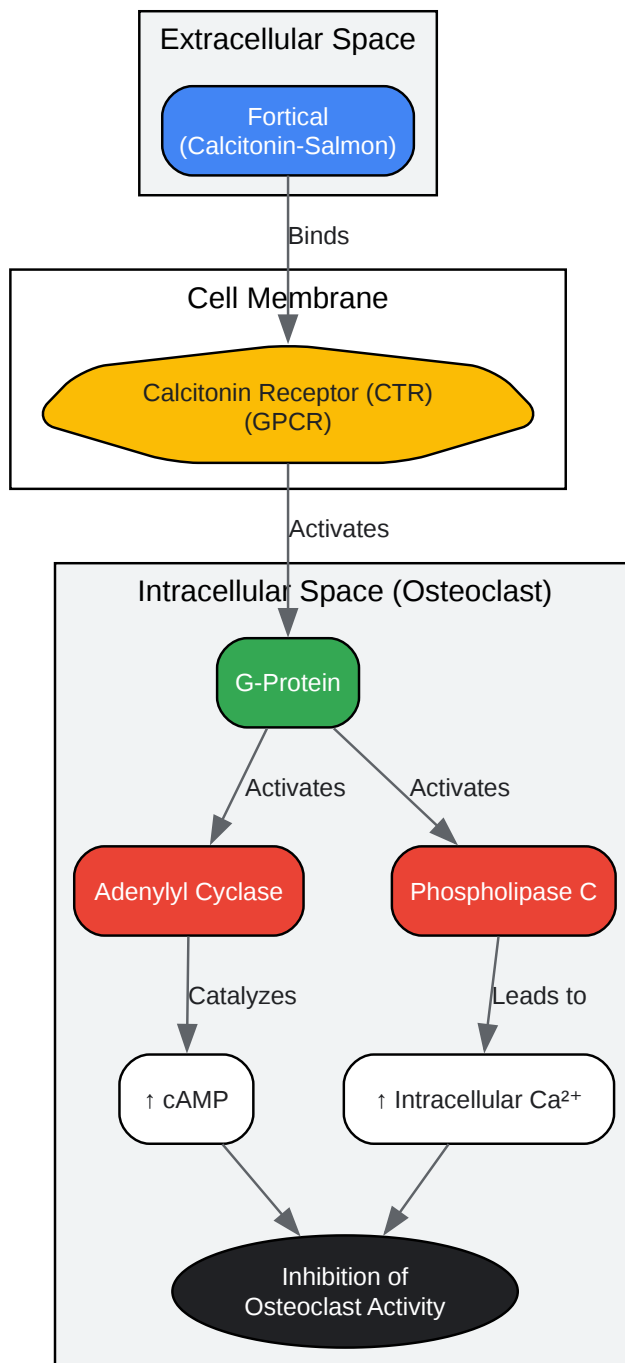 Extracellular Space
Fortical
(Calcitonin-Salmon)
Binds
Cell Membrane
Calcitonin Receptor (CTR)
(GPCR)
Activates
Intracellular Space (Osteoclast)
G-Protein
Activates
Activates
Adenylyl Cyclase
Phospholipase C
Catalyzes
Leads to
↑ cAMP
↑ Intracellular Ca²⁺
Inhibition of
Osteoclast Activity